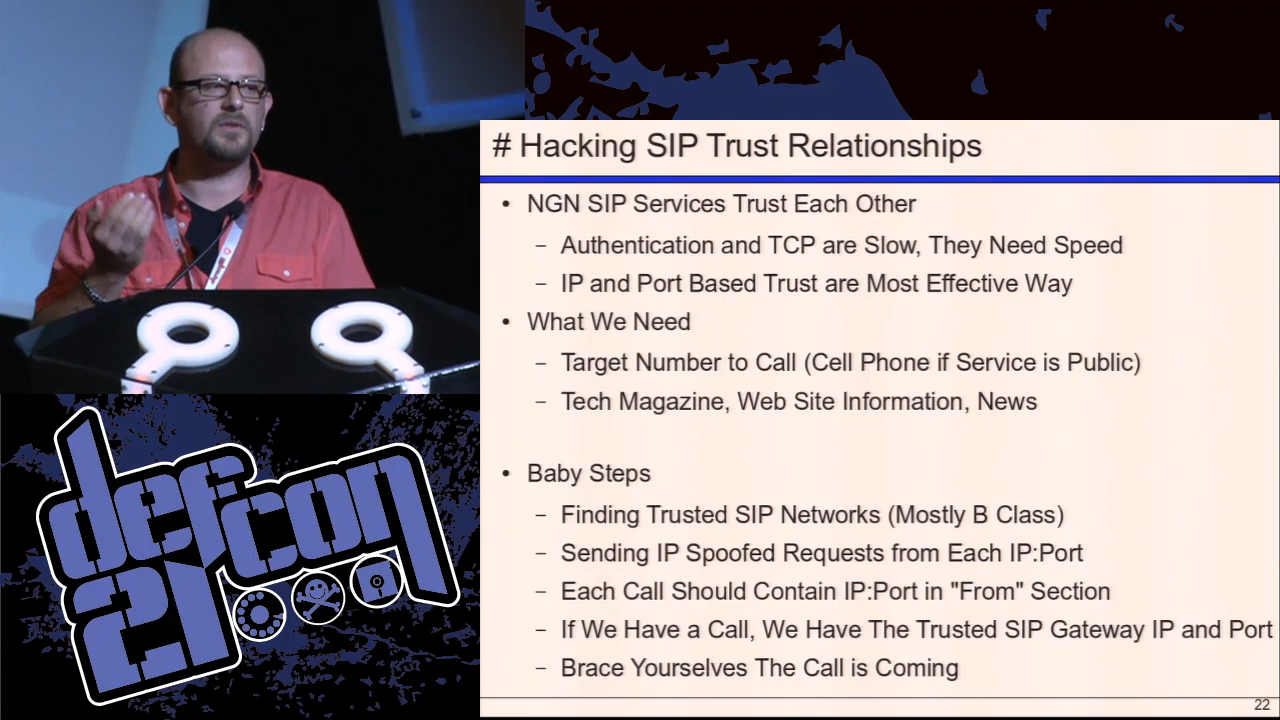 # Hacking SIP Trust Relationships
• NGN SIP Services Trust Each Other
– Authentication and TCP are Slow, They Need Speed
– IP and Port Based Trust are Most Effective Way
• What We Need
– Target Number to Call (Cell Phone if Service is Public)
– Tech Magazine, Web Site Information, News
• Baby Steps
– Finding Trusted SIP Networks (Mostly B Class)
– Sending IP Spoofed Requests from Each IP:Port
– Each Call Should Contain IP:Port in "From" Section
– If We Have a Call, We Have The Trusted SIP Gateway IP and Port
– Brace Yourselves The Call is Coming
22
defcon
21